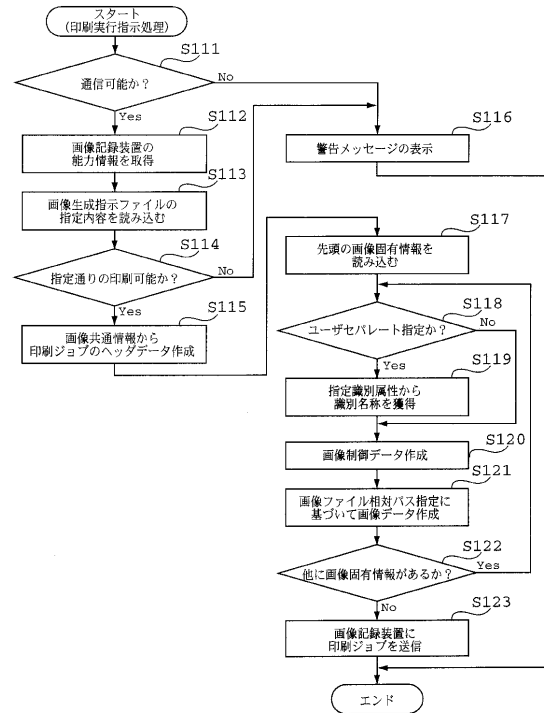 スタート
(印刷実行指示処理)
S111
通信可能か?
No
Yes
S112
画像記録装置の
能力情報を取得
S113
画像生成指示ファイルの
指定内容を読み込む
S114
指定通りの印刷可能か?
No
Yes
S115
画像共通情報から
印刷ジョブのヘッダデータ作成
S116
警告メッセージの表示
S117
先頭の画像固有情報を
読み込む
S118
ユーザセパレート指定か?
No
Yes
S119
指定識別属性から
識別名称を獲得
S120
画像制御データ作成
S121
画像ファイル相対パス指定に
基づいて画像データ作成
S122
他に画像固有情報があるか?
Yes
No
S123
画像記録装置に
印刷ジョブを送信
エンド